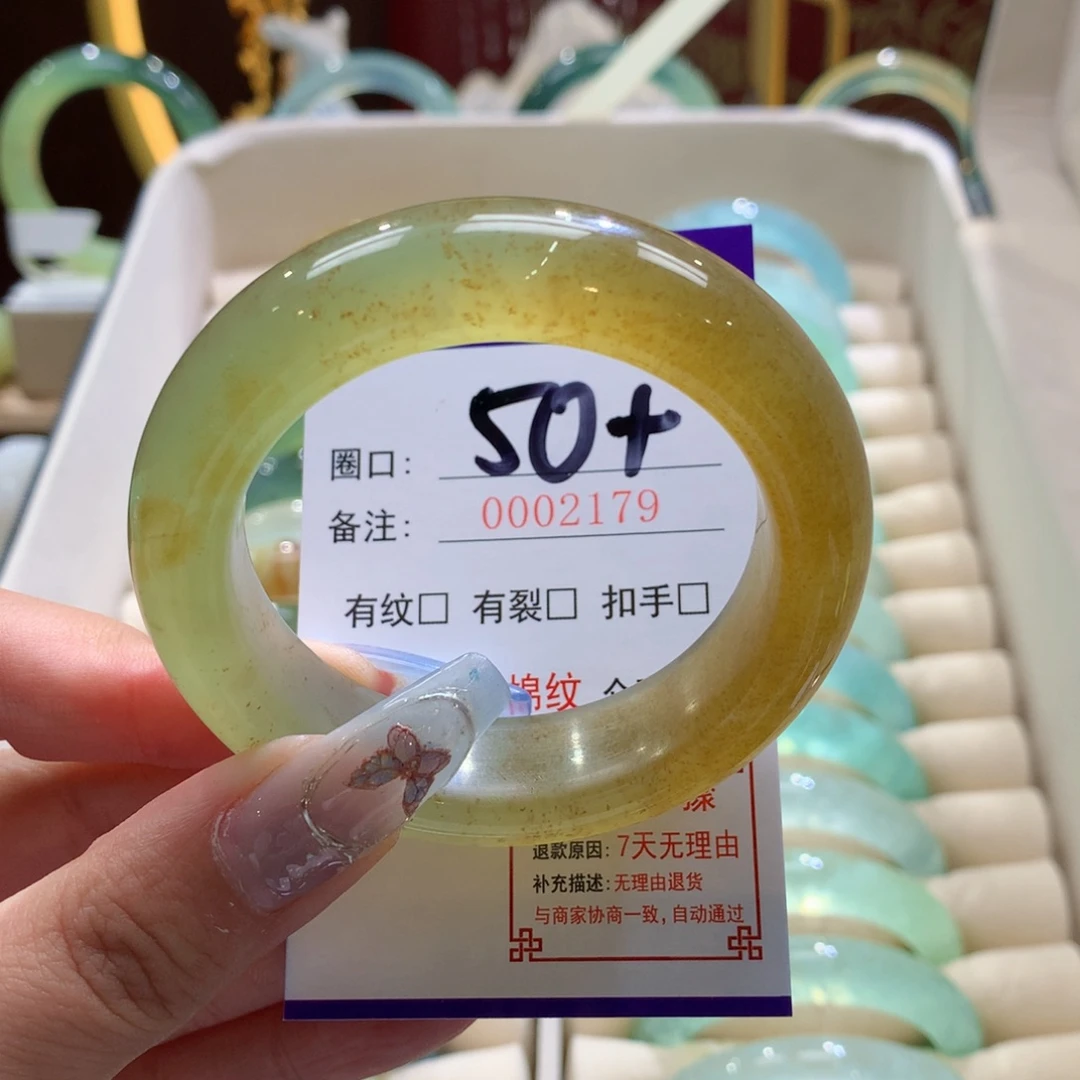 圈口: 50+
备注: 0002179
有纹□ 有裂□ 扣手□
棉纹
退款原因: 7天无理由
补充描述: 无理由退货
与商家协商一致, 自动通过